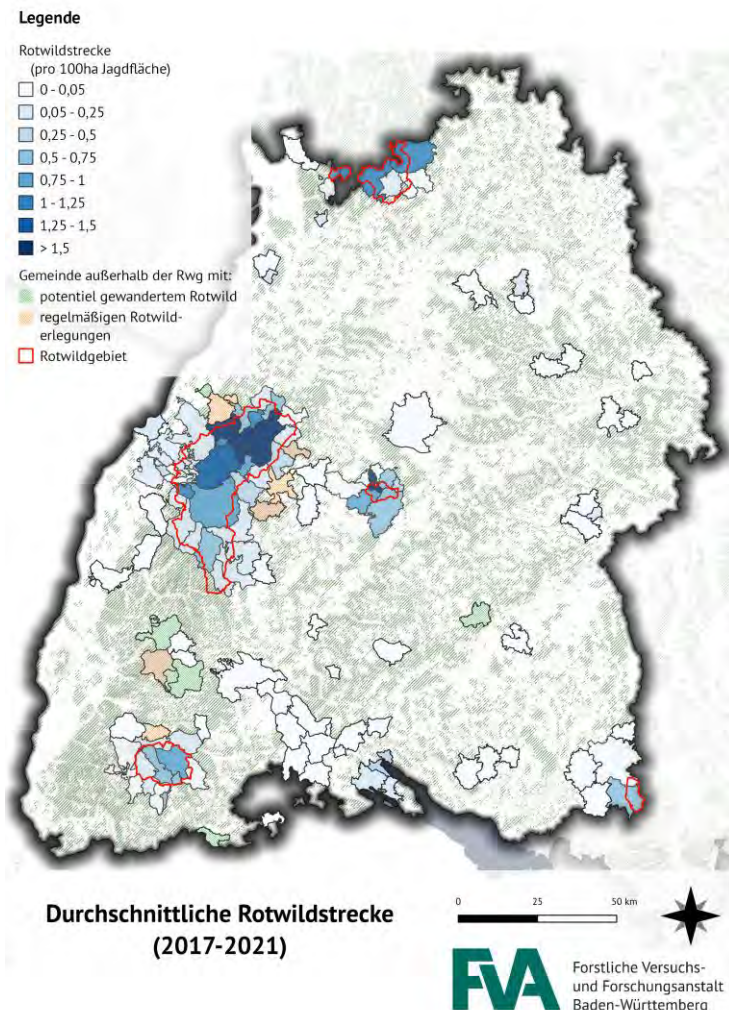 Legende
Rotwildstrecke
(pro 100ha Jagdfläche)
0 - 0,05
0,05 - 0,25
0,25 - 0,5
0,5 - 0,75
0,75 - 1
1 - 1,25
1,25 - 1,5
> 1,5
Gemeinde außerhalb der Rwg mit:
potentiel gewandertem Rotwild
regelmäßigen Rotwild-
erlegungen
Rotwildgebiet
Durchschnittliche Rotwildstrecke
(2017-2021)
0 25 50 km
FVA
Forstliche Versuchs-
und Forschungsanstalt
Baden-Württemberg